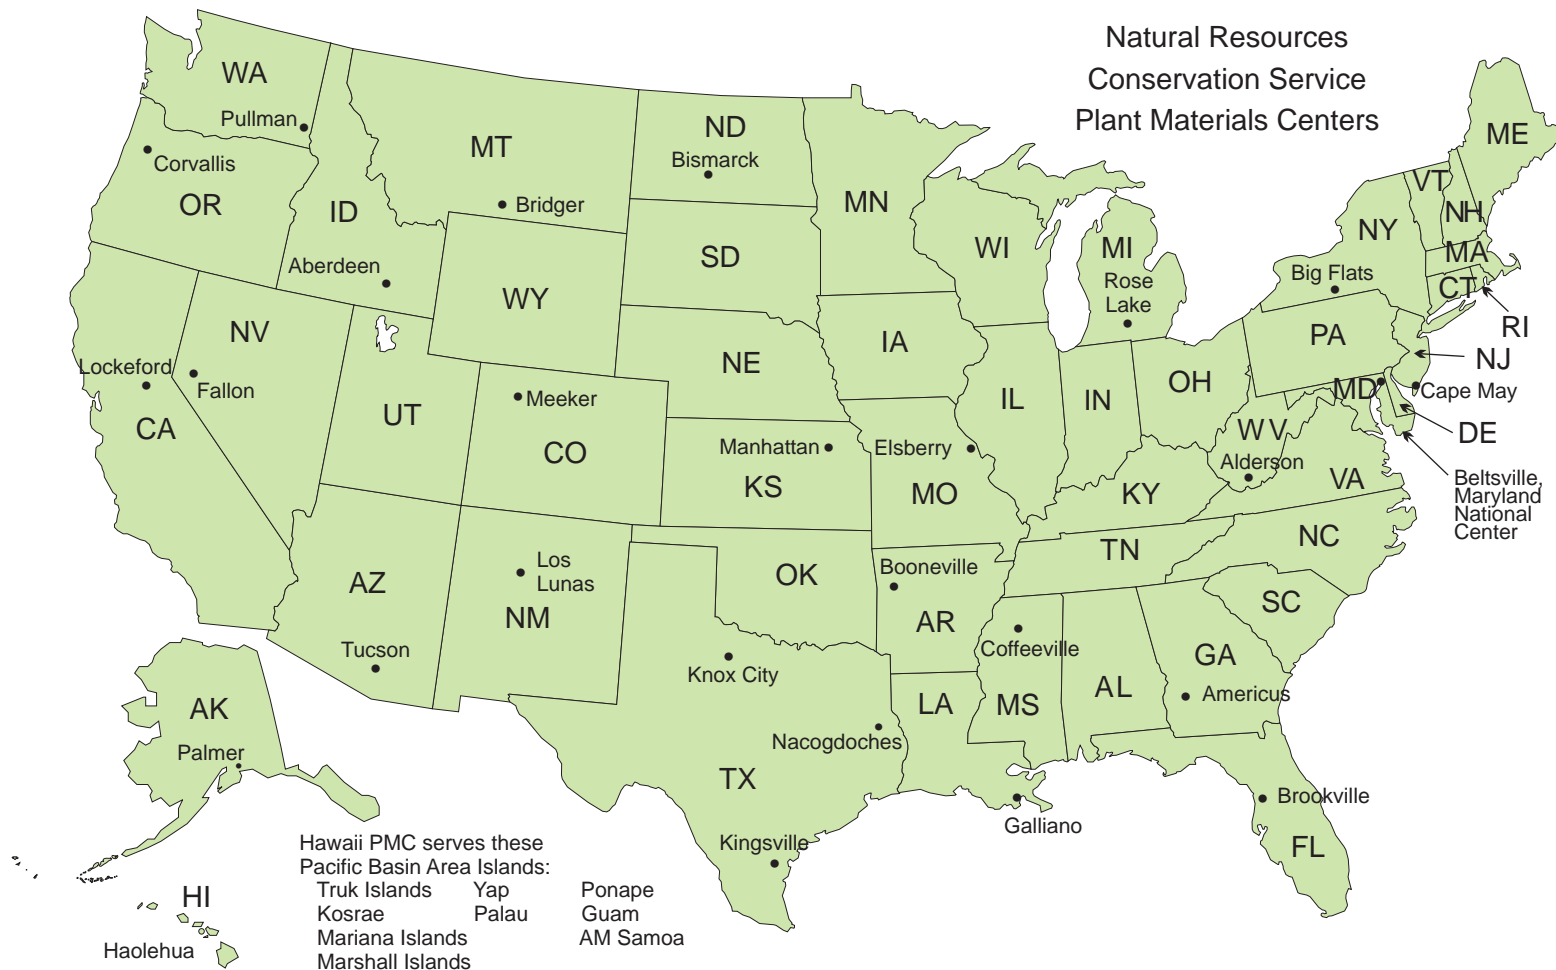 Natural Resources
Conservation Service
Plant Materials Centers
WA
Pullman
Corvallis
OR
MT
Bridger
ID
Aberdeen
ND
Bismarck
MN
SD
WI
MI
Rose
Lake
ME
VT
NH
NY
MA
Big Flats
CT
RI
WY
NV
Lockeford
Fallon
CA
UT
Meeker
CO
NE
IA
Manhattan
KS
Elsberry
MO
IL
IN
OH
PA
NJ
MD
Cape May
DE
W V
Alderson
VA
Beltsville,
Maryland
National
Center
KY
TN
NC
AZ
Tucson
Los
Lunas
NM
OK
Booneville
AR
Coffeeville
MS
AL
SC
GA
Americus
Knox City
LA
Nacogdoches
TX
Kingsville
Galliano
Brookville
FL
AK
Palmer
HI
Haolehua
Hawaii PMC serves these
Pacific Basin Area Islands:
Truk Islands Yap Ponape
Kosrae Palau Guam
Mariana Islands AM Samoa
Marshall Islands